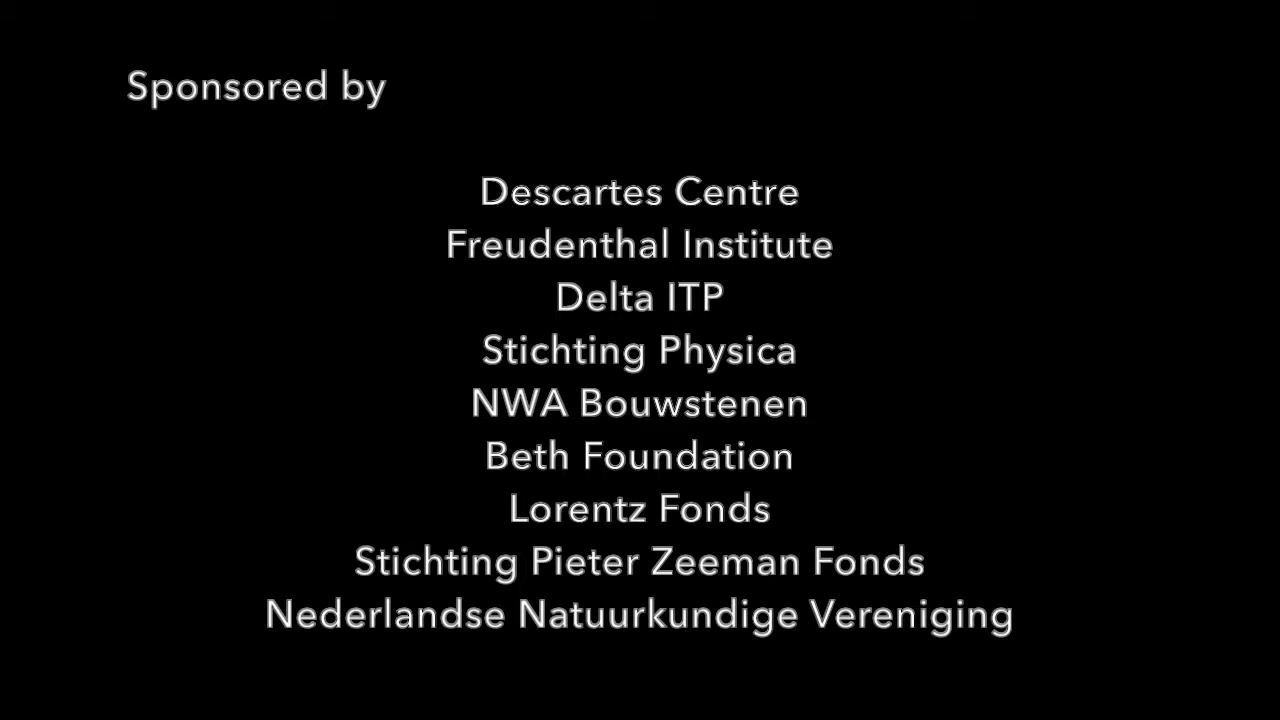 Sponsored by
Descartes Centre
Freudenthal Institute
Delta ITP
Stichting Physica
NWA Bouwstenen
Beth Foundation
Lorentz Fonds
Stichting Pieter Zeeman Fonds
Nederlandse Natuurkundige Vereniging